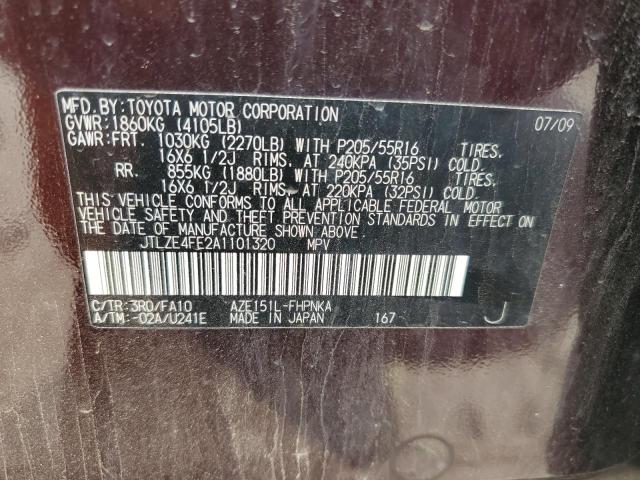 MFD.BY: TOYOTA MOTOR CORPORATION 07/09
GVWR: 1860KG (4105LB)
GAWR: FRT. 1030KG (2270LB) WITH P205/55R16 TIRES,
16X6 1/2J RIMS, AT 240KPA (35PSI) COLD.
RR. 855KG (1880LB) WITH P205/55R16 TIRES,
16X6 1/2J RIMS, AT 220KPA (32PSI) COLD.
THIS VEHICLE CONFORMS TO ALL APPLICABLE FEDERAL MOTOR
VEHICLE SAFETY AND THEFT PREVENTION STANDARDS IN EFFECT ON
THE DATE OF MANUFACTURE SHOWN ABOVE.
JTLZE4FE2A1101320 MPV
C/TR: 3R0/FA10 AZE151L-FHPNKA
A/TM: -02A/U241E MADE IN JAPAN 167 J